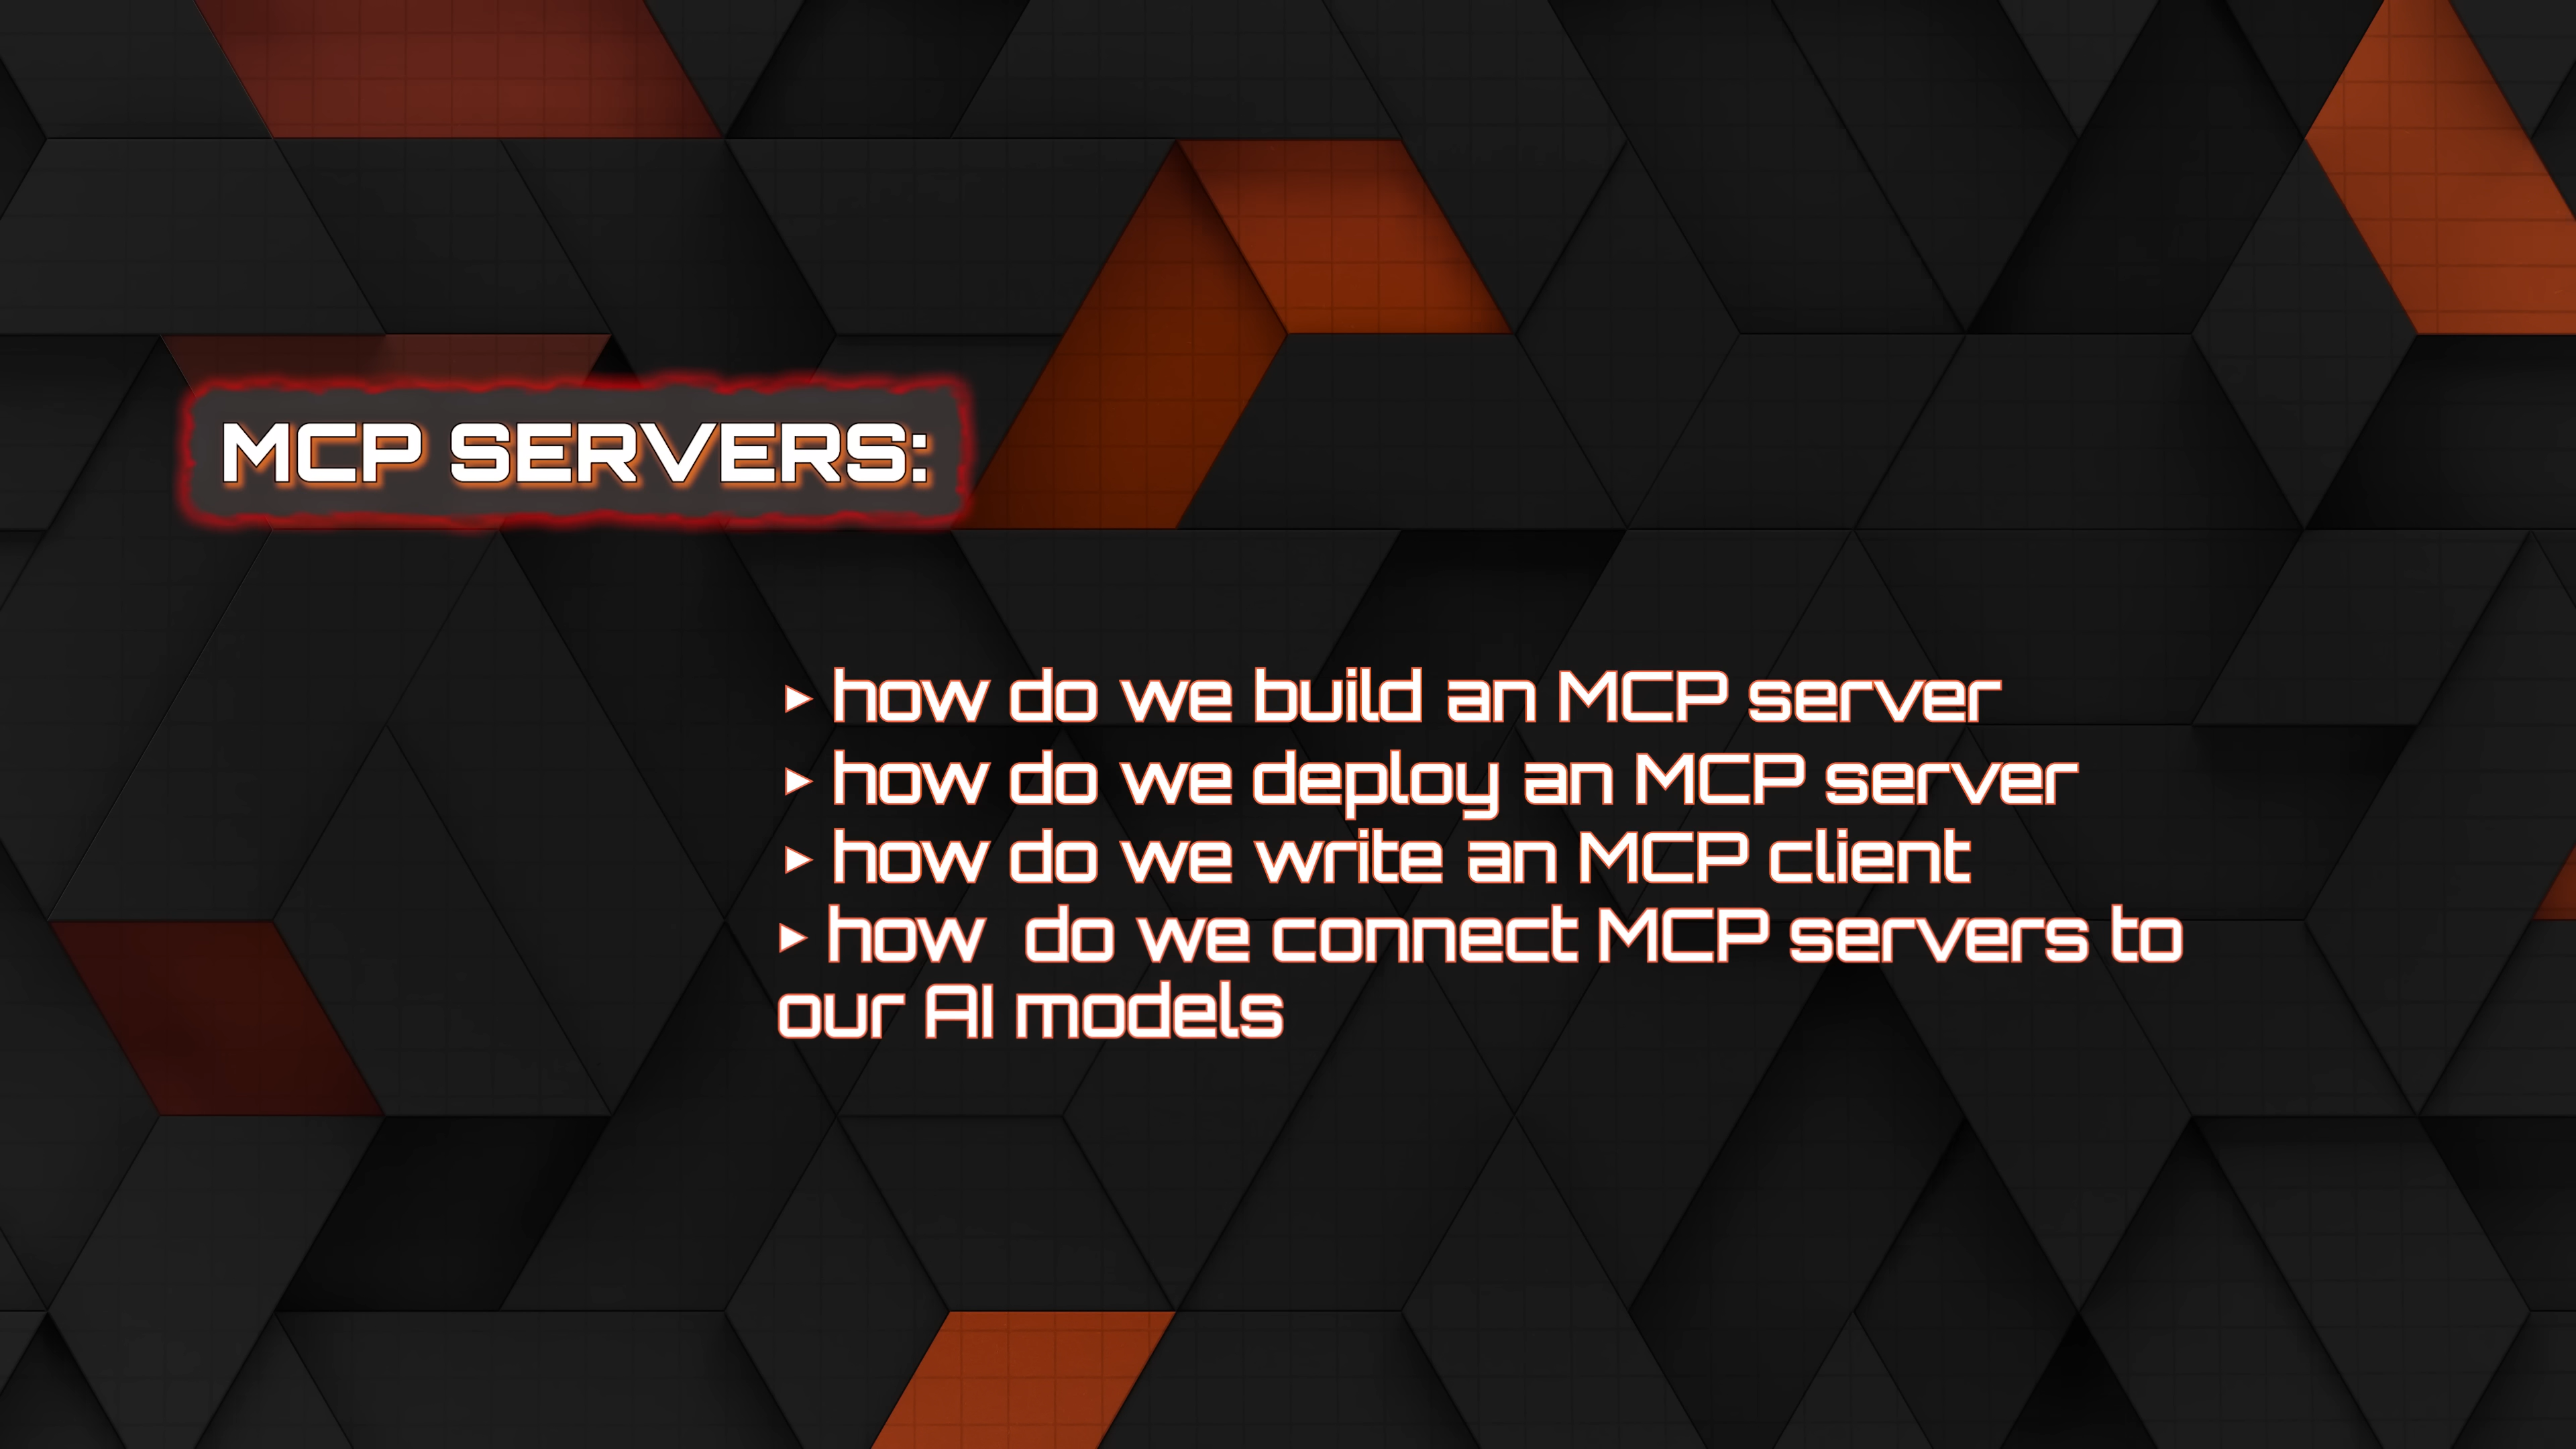 MCP SERVERS:
▸ how do we build an MCP server
▸ how do we deploy an MCP server
▸ how do we write an MCP client
▸ how  do we connect MCP servers to
our AI models